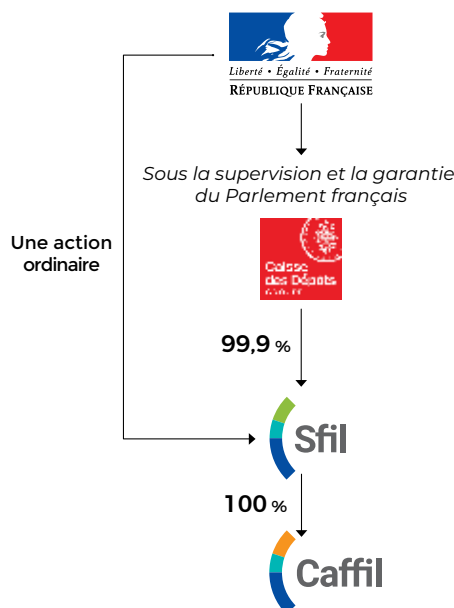 Liberté • Égalité • Fraternité
RÉPUBLIQUE FRANÇAISE
Sous la supervision et la garantie
du Parlement français
Une action
ordinaire
Caisse
des Dépôts
GROUPE
99,9 %
Sfil
100 %
Caffil